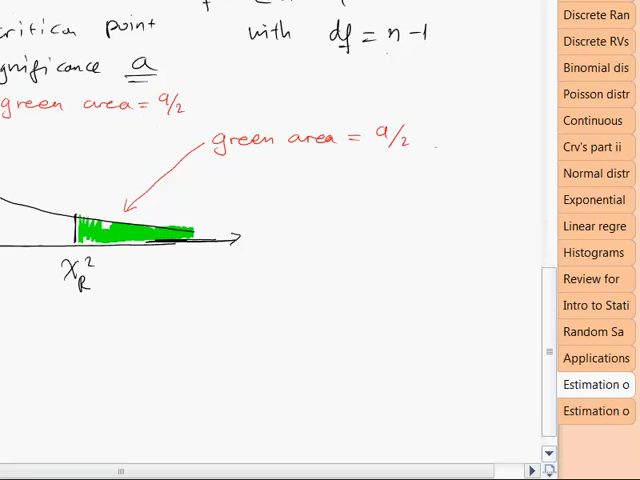 point
with df = n-1
a
green area = a/2
green area = a/2
χ²R
Discrete Ran
Discrete RVs
Binomial dis
Poisson distr
Continuous
Crv's part ii
Normal distr
Exponential
Linear regre
Histograms
Review for
Intro to Stati
Random Sa
Applications
Estimation o
Estimation o